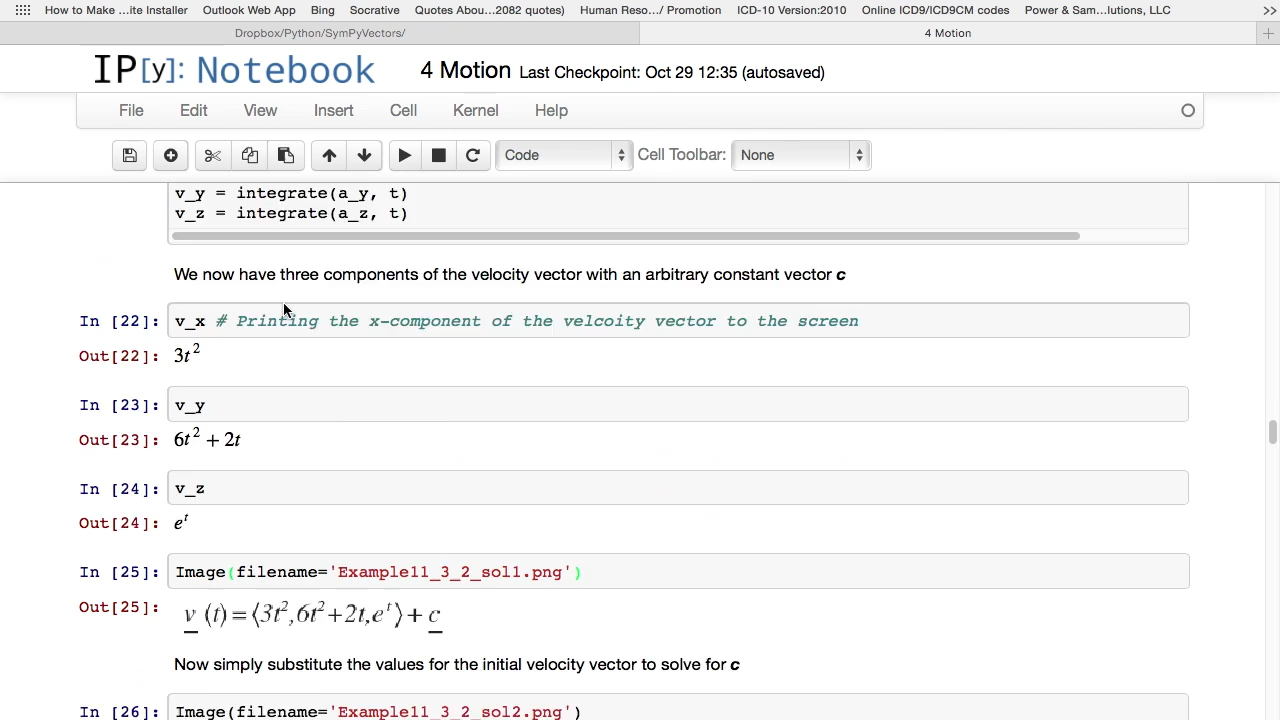 How to Make ...ite Installer Outlook Web App Bing Socrative Quotes Abou...2082 quotes) Human Reso.../ Promotion ICD-10 Version:2010 Online ICD9/ICD9CM codes Power & Sam...lutions, LLC >>
Dropbox/Python/SymPyVectors/ 4 Motion +
IP[y]: Notebook 4 Motion Last Checkpoint: Oct 29 12:35 (autosaved)
File Edit View Insert Cell Kernel Help
Code Cell Toolbar: None
v_y = integrate(a_y, t)
v_z = integrate(a_z, t)
We now have three components of the velocity vector with an arbitrary constant vector c
In [22]: v_x # Printing the x-component of the velcoity vector to the screen
Out[22]: 3t²
In [23]: v_y
Out[23]: 6t² + 2t
In [24]: v_z
Out[24]: eᵗ
In [25]: Image(filename='Example11_3_2_sol1.png')
Out[25]: v (t) = ⟨3t²,6t²+2t,eᵗ⟩ + c
Now simply substitute the values for the initial velocity vector to solve for c
In [26]: Image(filename='Example11_3_2_sol2.png')